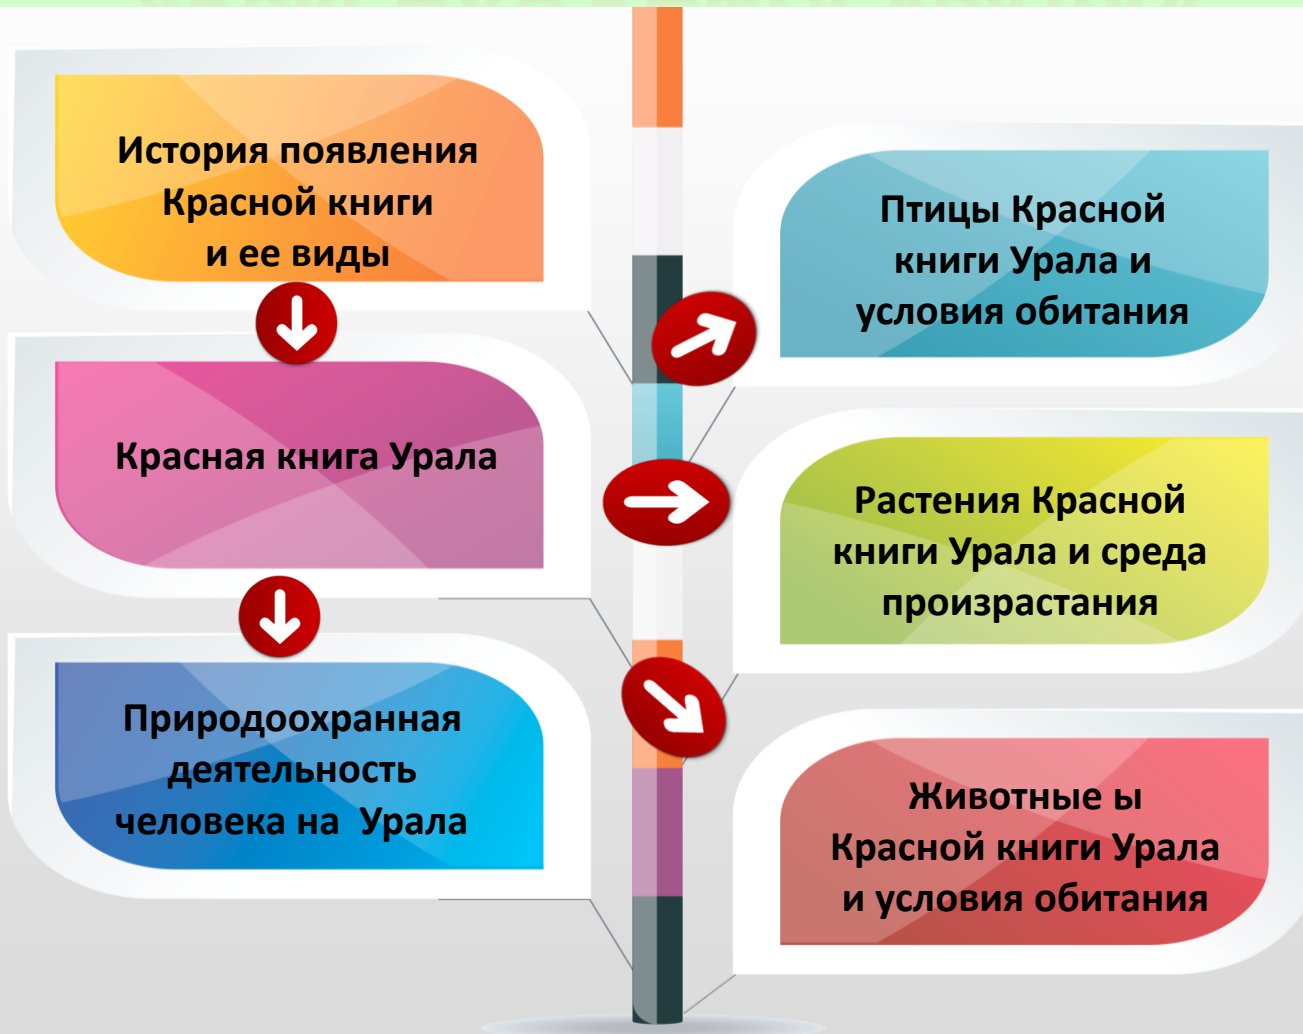 История появления
Красной книги
и ее виды
Красная книга Урала
Природоохранная
деятельность
человека на  Урала
Птицы Красной
книги Урала и
условия обитания
Растения Красной
книги Урала и среда
произрастания
Животные ы
Красной книги Урала
и условия обитания